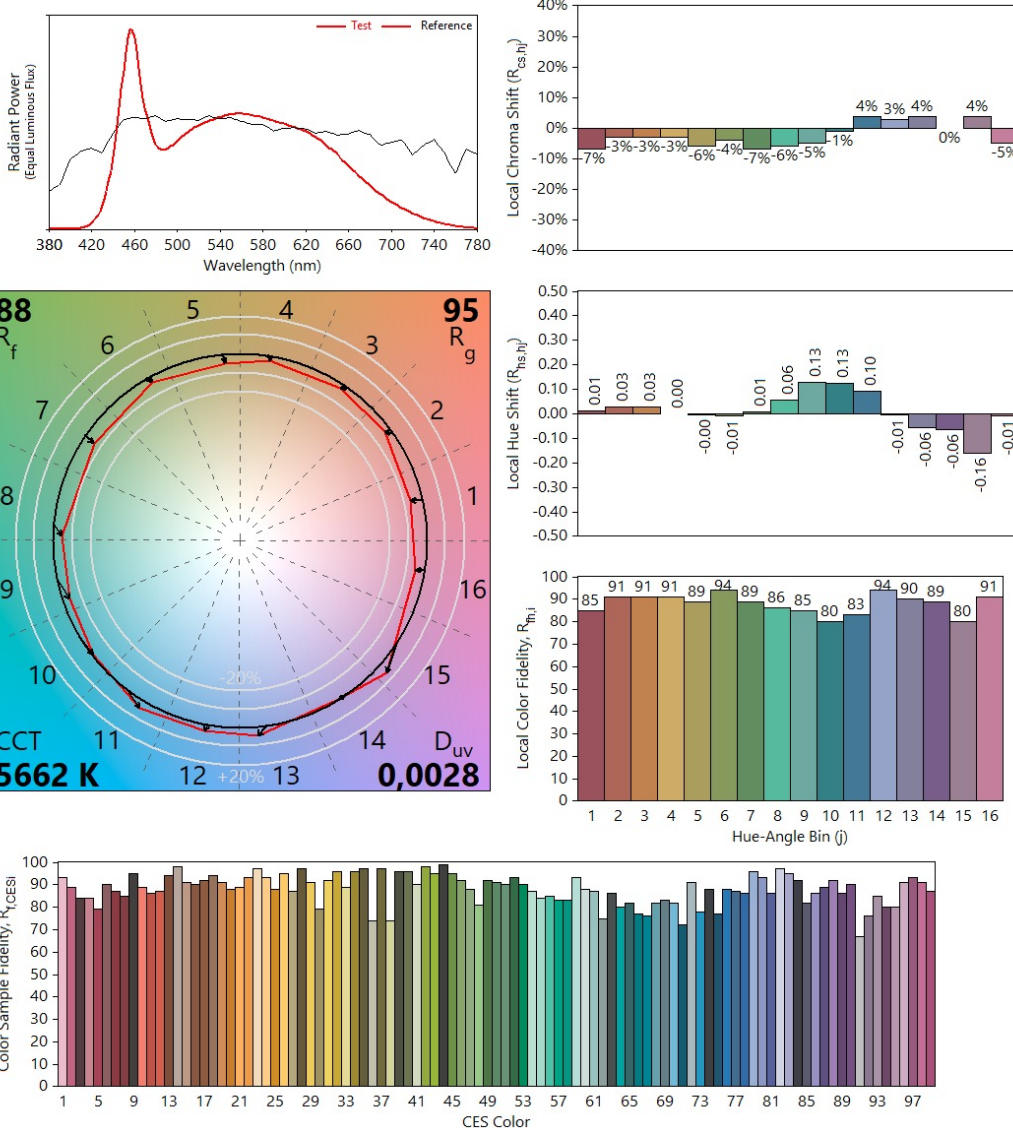 Test
Reference
Radiant Power
(Equal Luminous Flux)
380 420 460 500 540 580 620 660 700 740 780
Wavelength (nm)
40%
30%
20%
10%
0%
-10%
-20%
-30%
-40%
Local Chroma Shift (Rcs,hj)
-7% -3% -3% -3% -6% -4% -7% -6% -5% -1% 4% 3% 4% 0% 4% -5%
88
Rf
95
Rg
5 4
6 3
7 2
8 1
9 16
10 15
11 14
12 13
-20%
+20%
CCT
5662 K
Duv
0,0028
0.50
0.40
0.30
0.20
0.10
0.00
-0.10
-0.20
-0.30
-0.40
-0.50
Local Hue Shift (Rhs,hj)
0.01 0.03 0.03 0.00 -0.00 -0.01 0.01 0.06 0.13 0.13 0.10 -0.01 -0.06 -0.06 -0.16 -0.01
100
90
80
70
60
50
40
30
20
10
0
Local Color Fidelity, Rfh,i
85 91 91 91 89 94 89 86 85 80 83 94 90 89 80 91
1 2 3 4 5 6 7 8 9 10 11 12 13 14 15 16
Hue-Angle Bin (j)
100
90
80
70
60
50
40
30
20
10
0
Color Sample Fidelity, Rf,CESi
1 5 9 13 17 21 25 29 33 37 41 45 49 53 57 61 65 69 73 77 81 85 89 93 97
CES Color